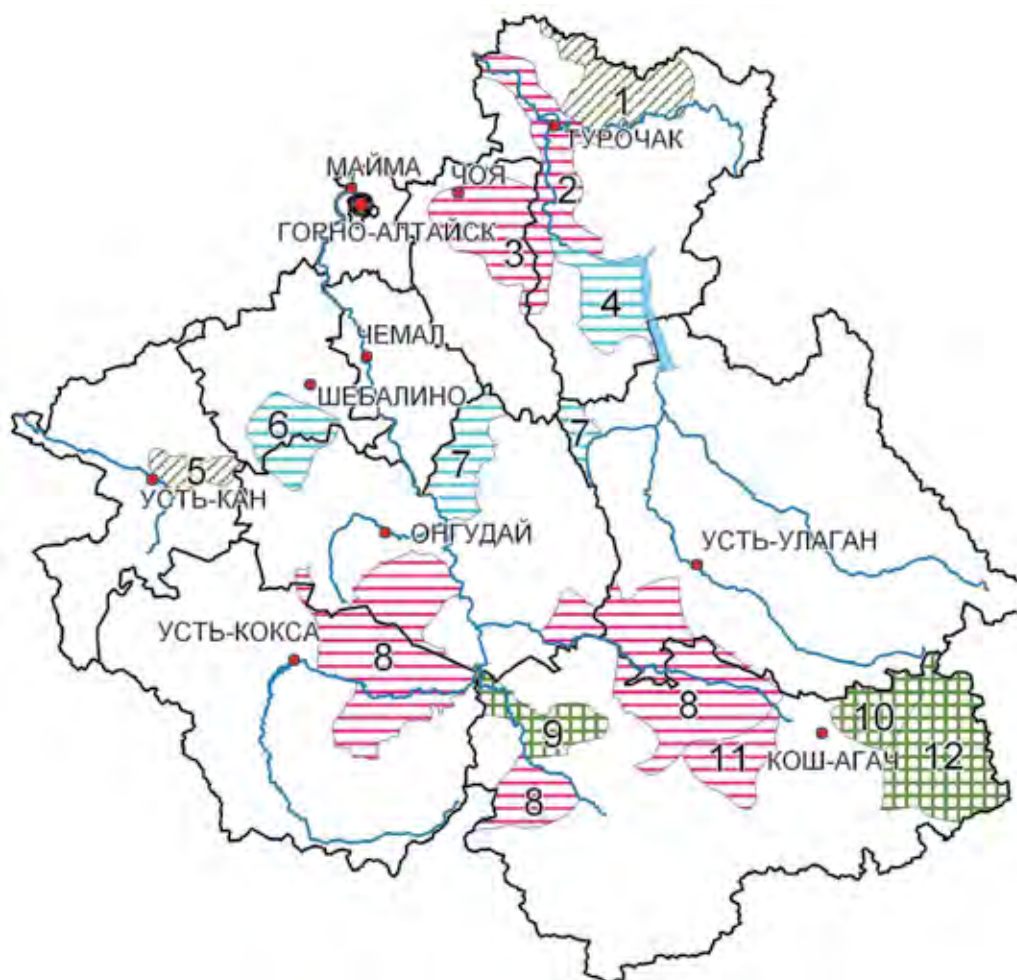 1
ТУРОЧАК
МАЙМА
ЧОЯ
2
ГОРНО-АЛТАЙСК
3
4
ЧЕМАЛ
ШЕБАЛИНО
6
7
7
5
УСТЬ-КАН
ОНГУДАЙ
УСТЬ-УЛАГАН
УСТЬ-КОКСА
8
8
10
9
11
КОШ-АГАЧ
12
8